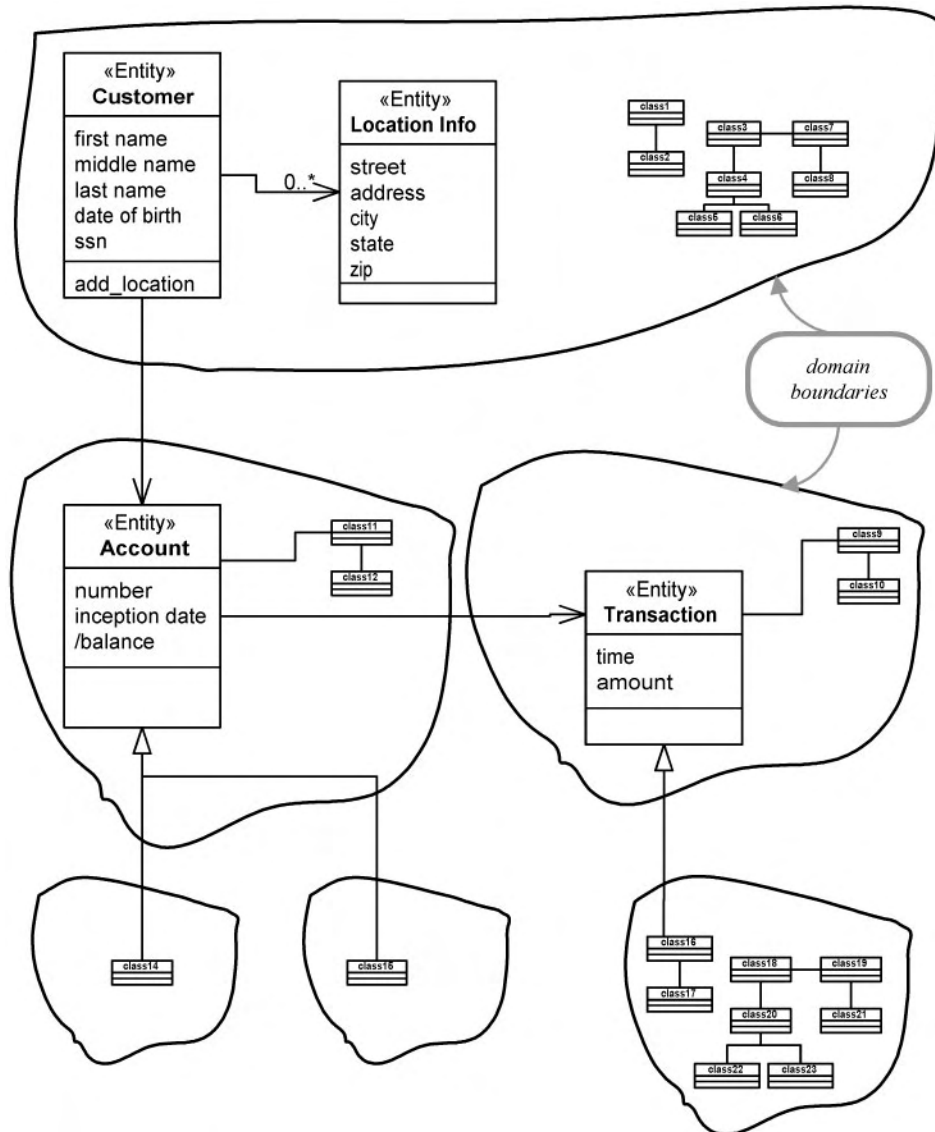 «Entity»
Customer
first name
middle name
last name
date of birth
ssn
add_location
0..*
«Entity»
Location Info
street
address
city
state
zip
class1
class2
class3
class7
class4
class8
class5
class6
domain
boundaries
«Entity»
Account
number
inception date
/balance
class11
class12
«Entity»
Transaction
time
amount
class9
class10
class14
class15
class16
class17
class18
class19
class20
class21
class22
class23